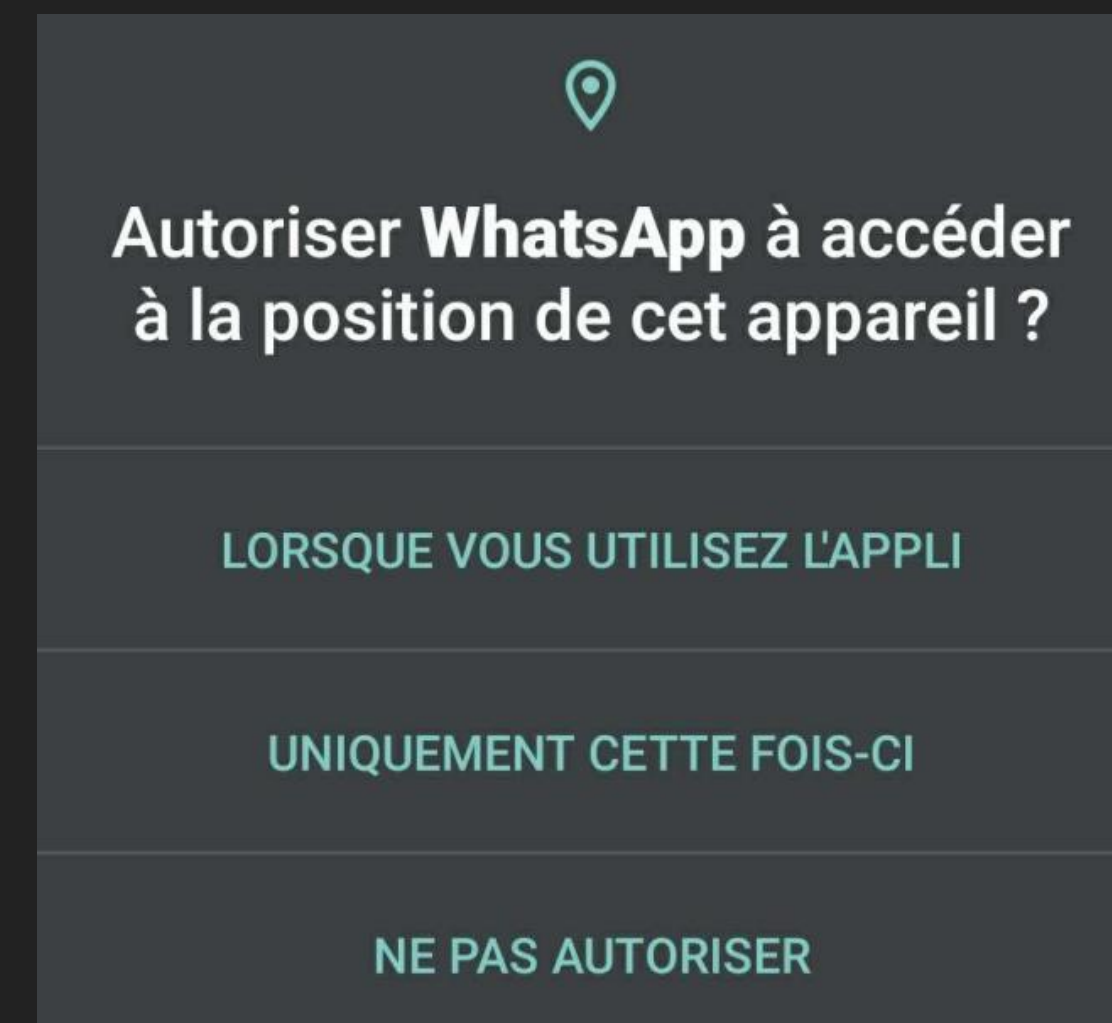 Autoriser WhatsApp à accéder
à la position de cet appareil ?
LORSQUE VOUS UTILISEZ L'APPLI
UNIQUEMENT CETTE FOIS-CI
NE PAS AUTORISER